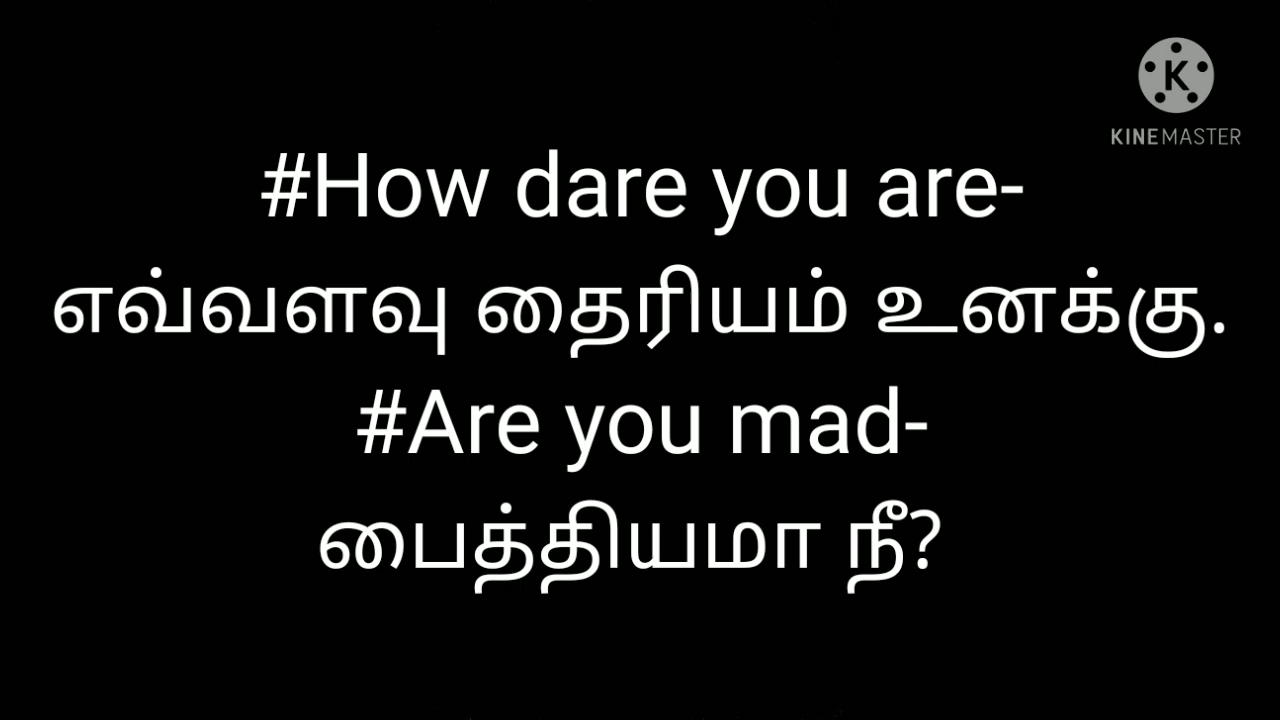 KINEMASTER
#How dare you are-
எவ்வளவு தைரியம் உனக்கு.
#Are you mad-
பைத்தியமா நீ?